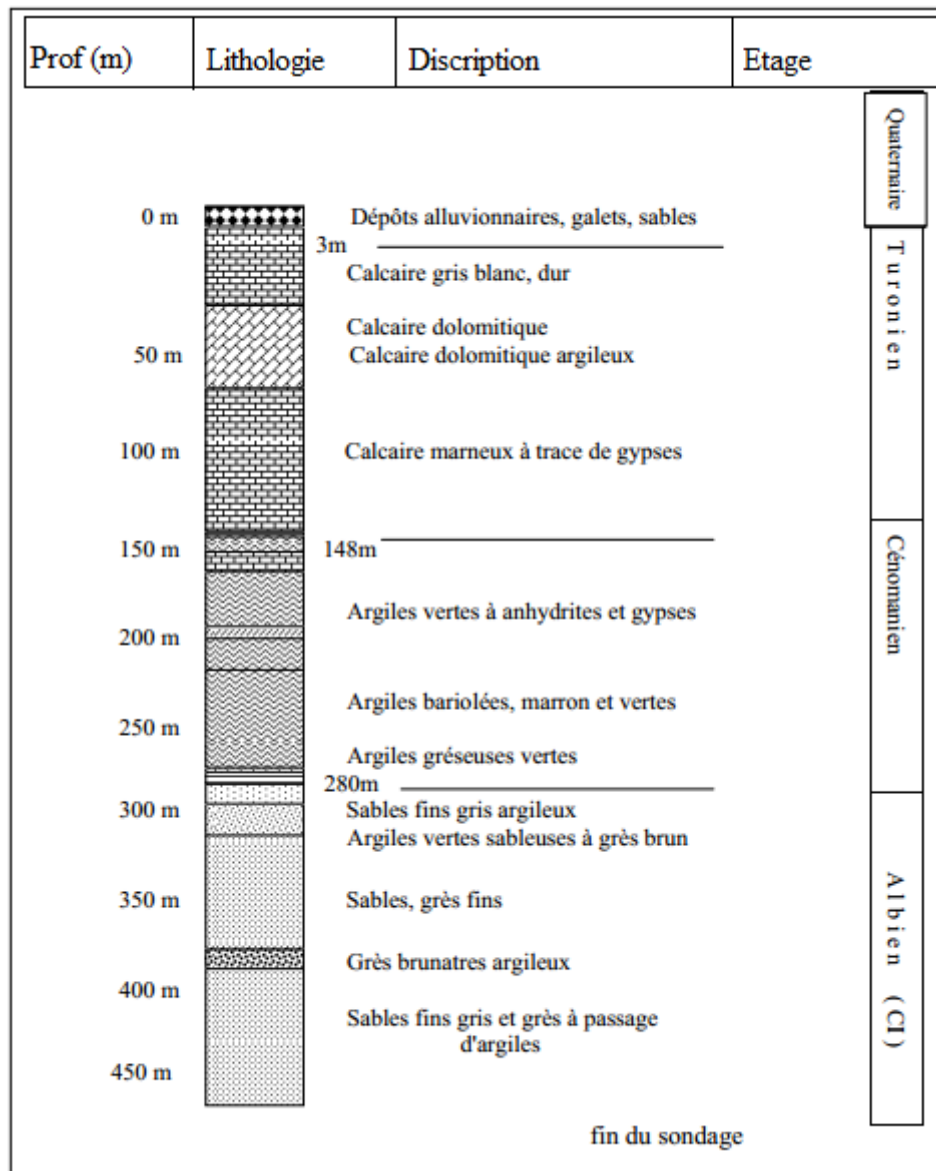 Prof (m) Lithologie Discription Etage
Quaternaire
0 m Dépôts alluvionnaires, galets, sables
3m
Turonien
Calcaire gris blanc, dur
Calcaire dolomitique
50 m Calcaire dolomitique argileux
100 m Calcaire marneux à trace de gypses
150 m 148m
Cénomanien
Argiles vertes à anhydrites et gypses
200 m
Argiles bariolées, marron et vertes
250 m
Argiles gréseuses vertes
280m
300 m Sables fins gris argileux
Argiles vertes sableuses à grès brun
Albien (CI)
350 m Sables, grès fins
Grès brunatres argileux
400 m
Sables fins gris et grès à passage
d'argiles
450 m
fin du sondage